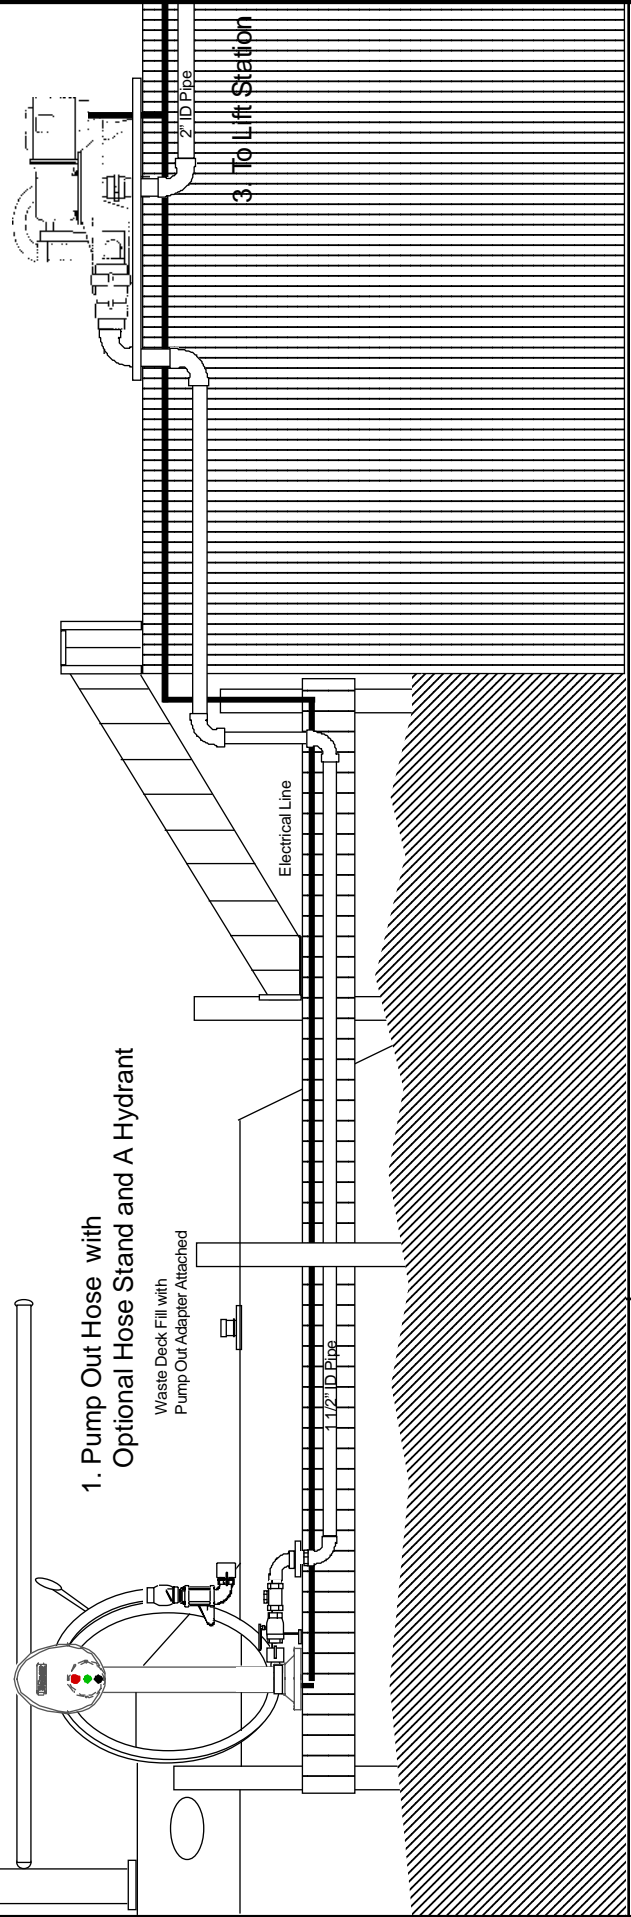 1. Pump Out Hose with
Optional Hose Stand and A Hydrant
Waste Deck Fill with
Pump Out Adapter Attached
1 1/2" ID Pipe
Electrical Line
2" ID Pipe
3. To Lift Station